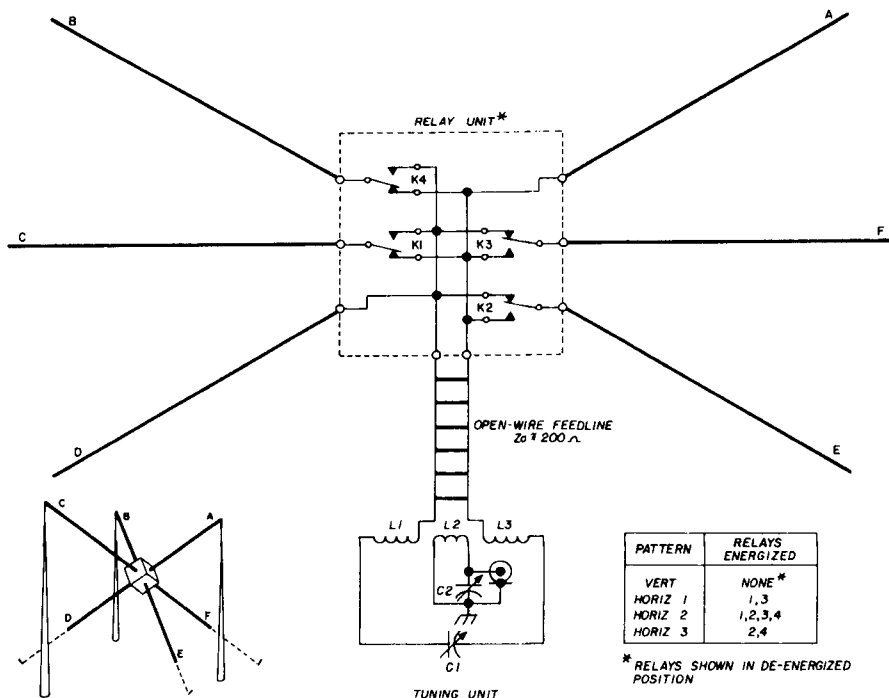 B
A
RELAY UNIT*
K4
C
K1
K3
F
K2
D
E
OPEN-WIRE FEEDLINE
Zo ≈ 200 Ω
L1
L2
L3
C2
C1
TUNING UNIT
C
B
A
D
F
E
PATTERN RELAYS ENERGIZED
VERT NONE*
HORIZ 1 1,3
HORIZ 2 1,2,3,4
HORIZ 3 2,4
* RELAYS SHOWN IN DE-ENERGIZED
POSITION